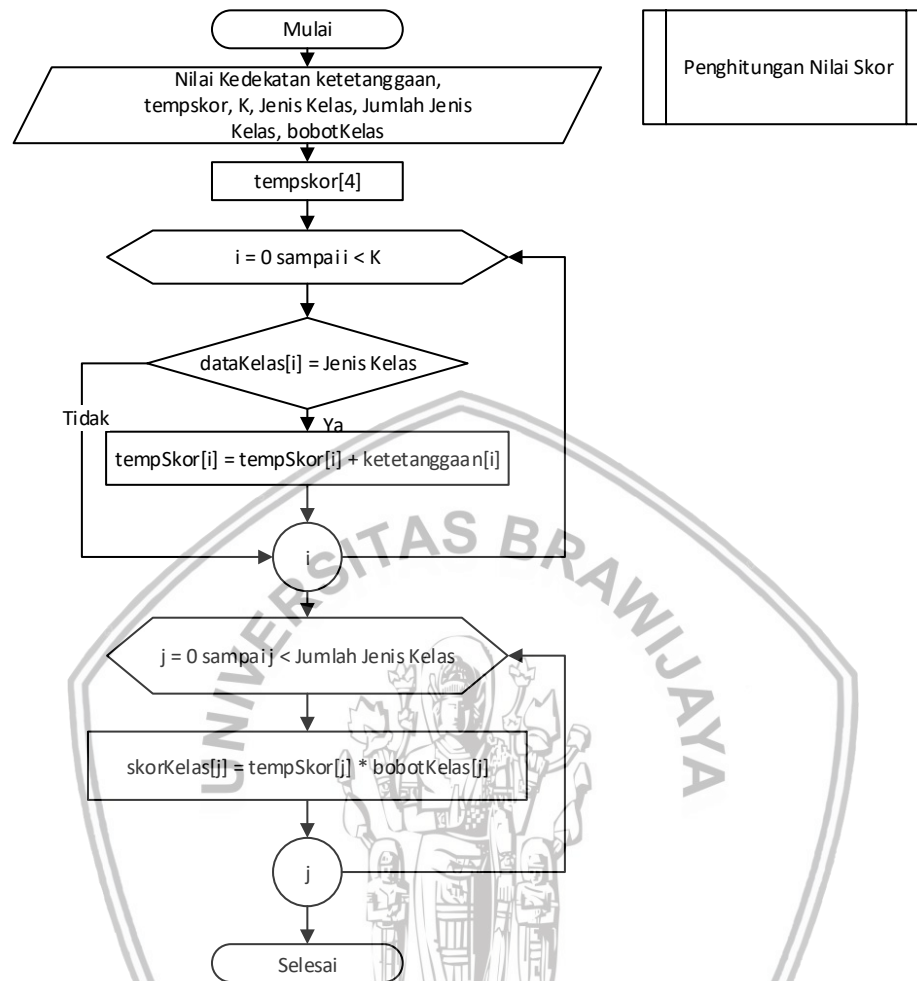 Mulai
Penghitungan Nilai Skor
Nilai Kedekatan ketetanggaan,
tempskor, K, Jenis Kelas, Jumlah Jenis
Kelas, bobotKelas
tempskor[4]
i = 0 sampai i < K
dataKelas[i] = Jenis Kelas
Tidak
Ya
tempSkor[i] = tempSkor[i] + ketetanggaan[i]
i
j = 0 sampai j < Jumlah Jenis Kelas
skorKelas[j] = tempSkor[j] * bobotKelas[j]
j
Selesai
UNIVERSITAS BRAWIJAYA